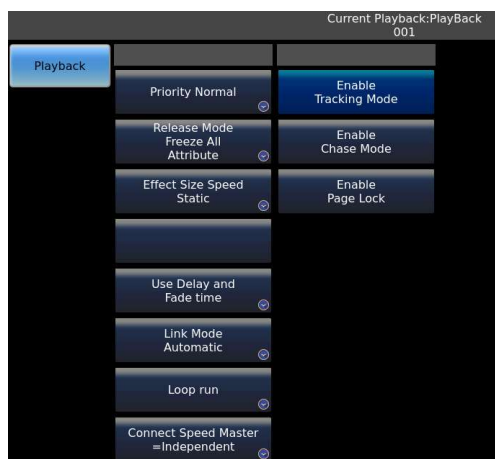 Current Playback:PlayBack
001
Playback
Priority Normal
Enable
Tracking Mode
Release Mode
Freeze All
Attribute
Enable
Chase Mode
Effect Size Speed
Static
Enable
Page Lock
Use Delay and
Fade time
Link Mode
Automatic
Loop run
Connect Speed Master
=Independent